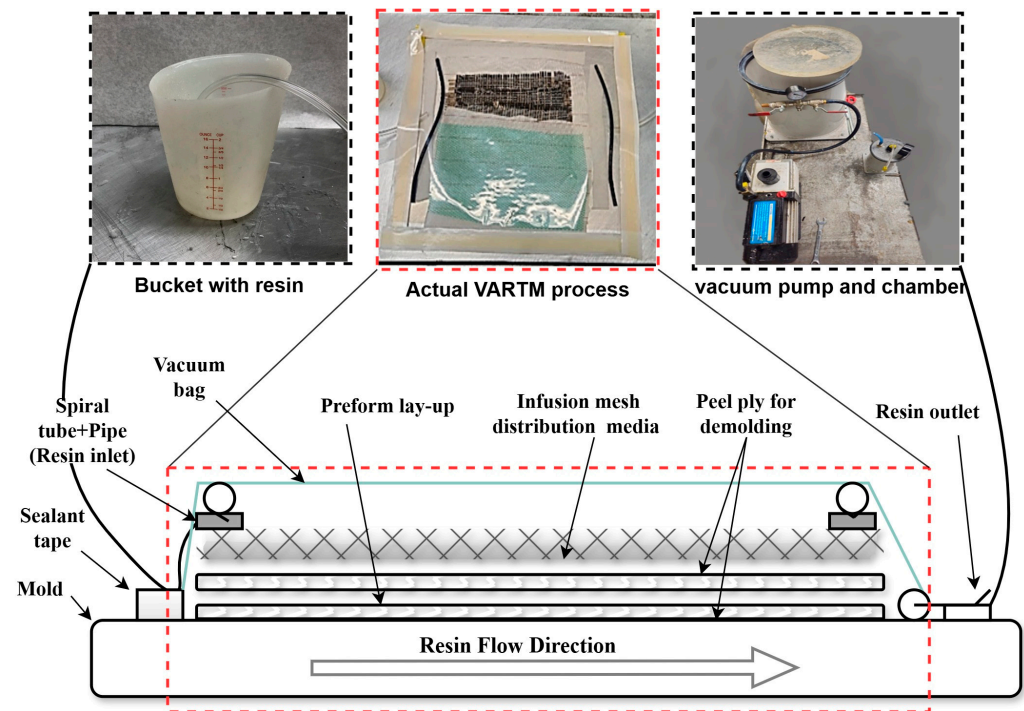 Bucket with resin
Actual VARTM process
vacuum pump and chamber
Vacuum
bag
Spiral
tube+Pipe
(Resin inlet)
Preform lay-up
Infusion mesh
distribution media
Peel ply for
demolding
Resin outlet
Sealant
tape
Mold
Resin Flow Direction